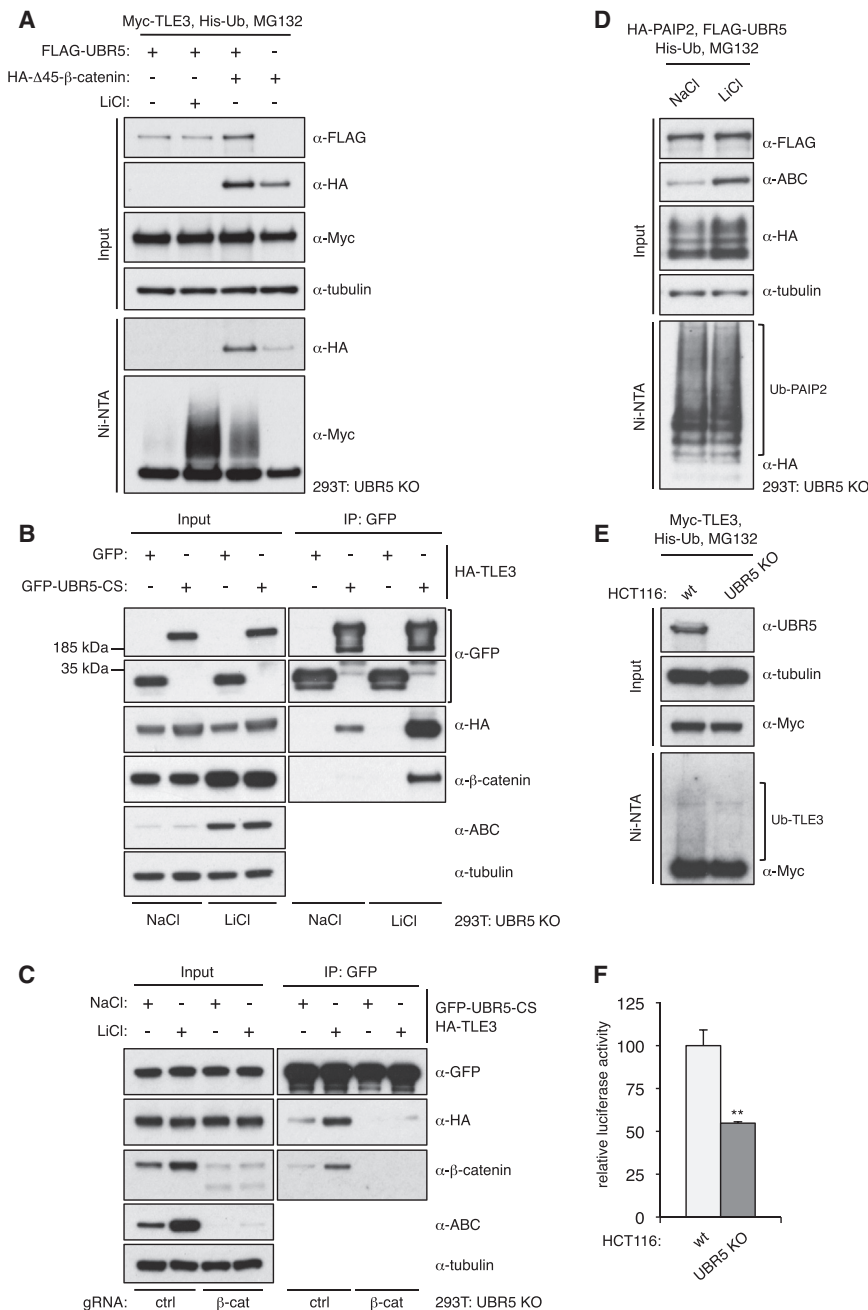 A
Myc-TLE3, His-Ub, MG132
FLAG-UBR5: + + + -
HA-Δ45-β-catenin: - - + +
LiCl: - + - -
Input
α-FLAG
α-HA
α-Myc
α-tubulin
Ni-NTA
α-HA
α-Myc
293T: UBR5 KO
B
Input
IP: GFP
GFP: + - + - + - + -
GFP-UBR5-CS: - + - + - + - +
HA-TLE3
185 kDa
35 kDa
α-GFP
α-HA
α-β-catenin
α-ABC
α-tubulin
NaCl LiCl NaCl LiCl
293T: UBR5 KO
C
Input
IP: GFP
NaCl: + - + - + - + -
LiCl: - + - + - + - +
GFP-UBR5-CS
HA-TLE3
α-GFP
α-HA
α-β-catenin
α-ABC
α-tubulin
gRNA: ctrl β-cat ctrl β-cat
293T: UBR5 KO
D
HA-PAIP2, FLAG-UBR5
His-Ub, MG132
NaCl LiCl
Input
α-FLAG
α-ABC
α-HA
α-tubulin
Ni-NTA
Ub-PAIP2
α-HA
293T: UBR5 KO
E
Myc-TLE3,
His-Ub, MG132
HCT116: wt UBR5 KO
Input
α-UBR5
α-tubulin
α-Myc
Ni-NTA
Ub-TLE3
α-Myc
F
relative luciferase activity
125
100
75
50
25
0
**
HCT116: wt UBR5 KO